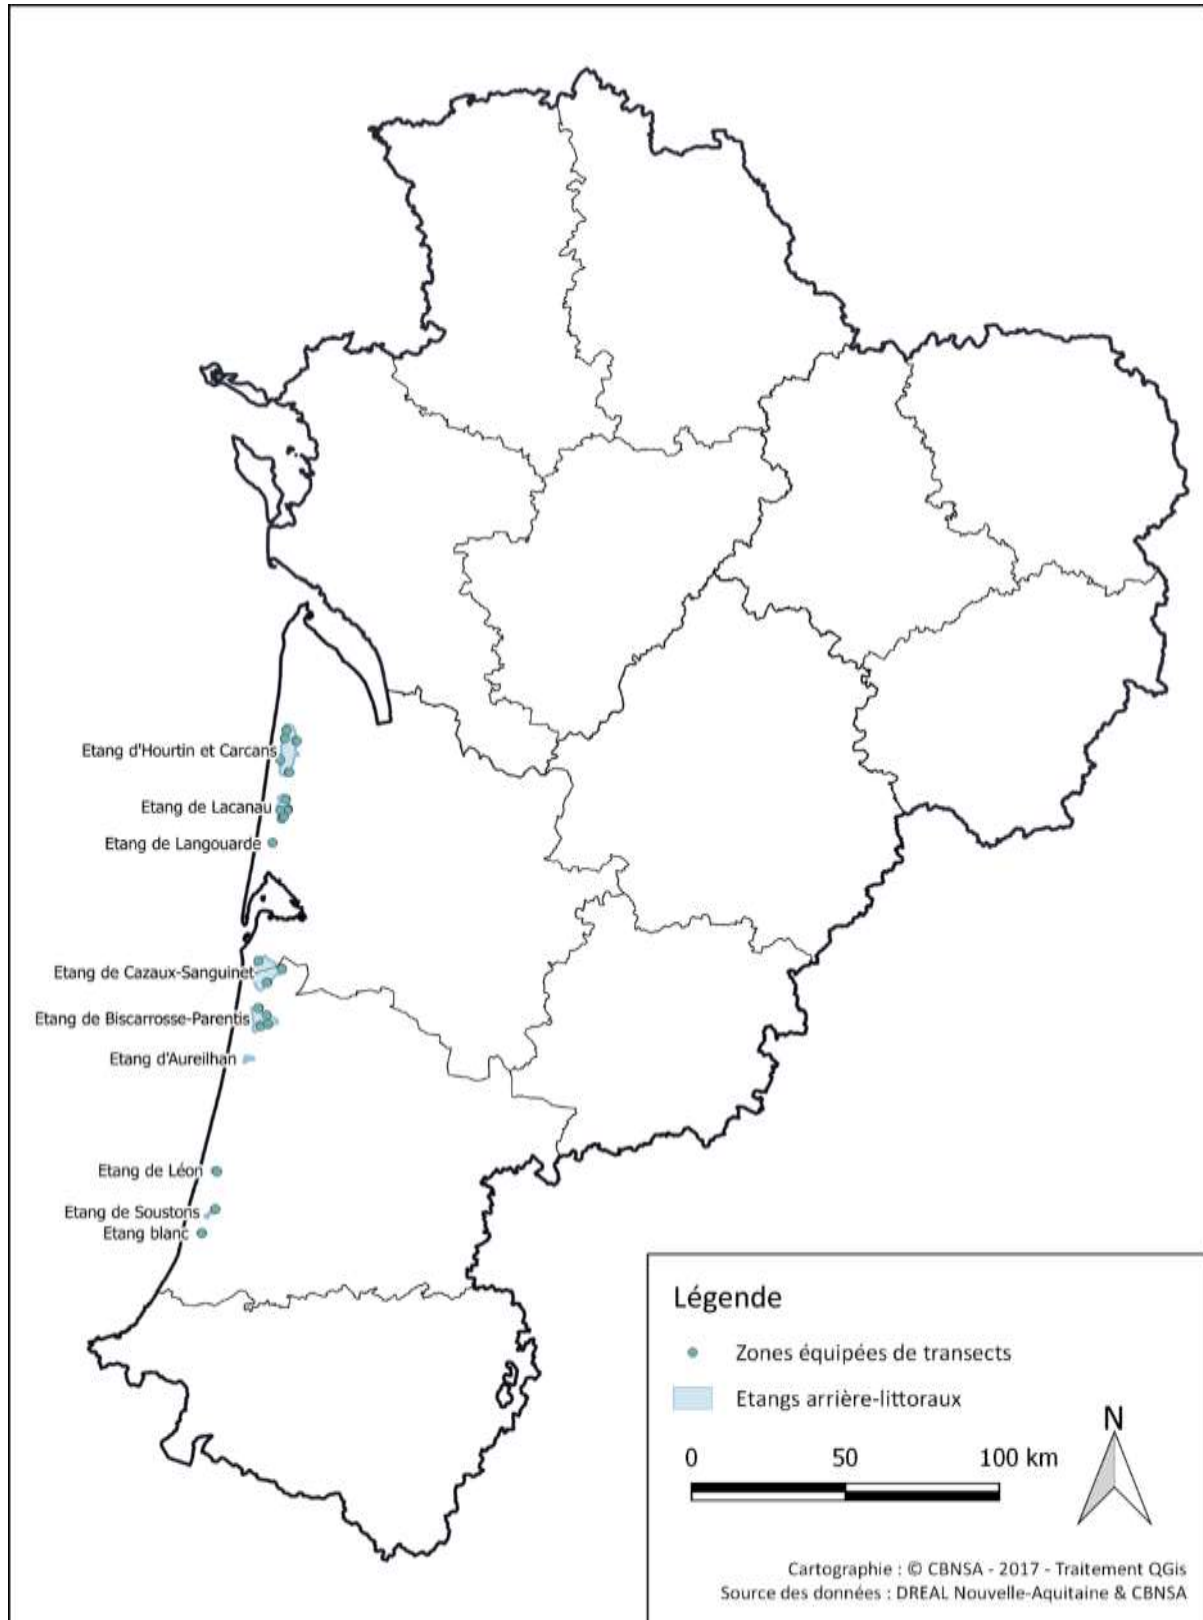 Etang d'Hourtin et Carcans
Etang de Lacanau
Etang de Langouarde
Etang de Cazaux-Sanguinet
Etang de Biscarrosse-Parentis
Etang d'Aureilhan
Etang de Léon
Etang de Soustons
Etang blanc
Légende
Zones équipées de transects
Etangs arrière-littoraux
N
0 50 100 km
Cartographie : © CBNSA - 2017 - Traitement QGis
Source des données : DREAL Nouvelle-Aquitaine & CBNSA